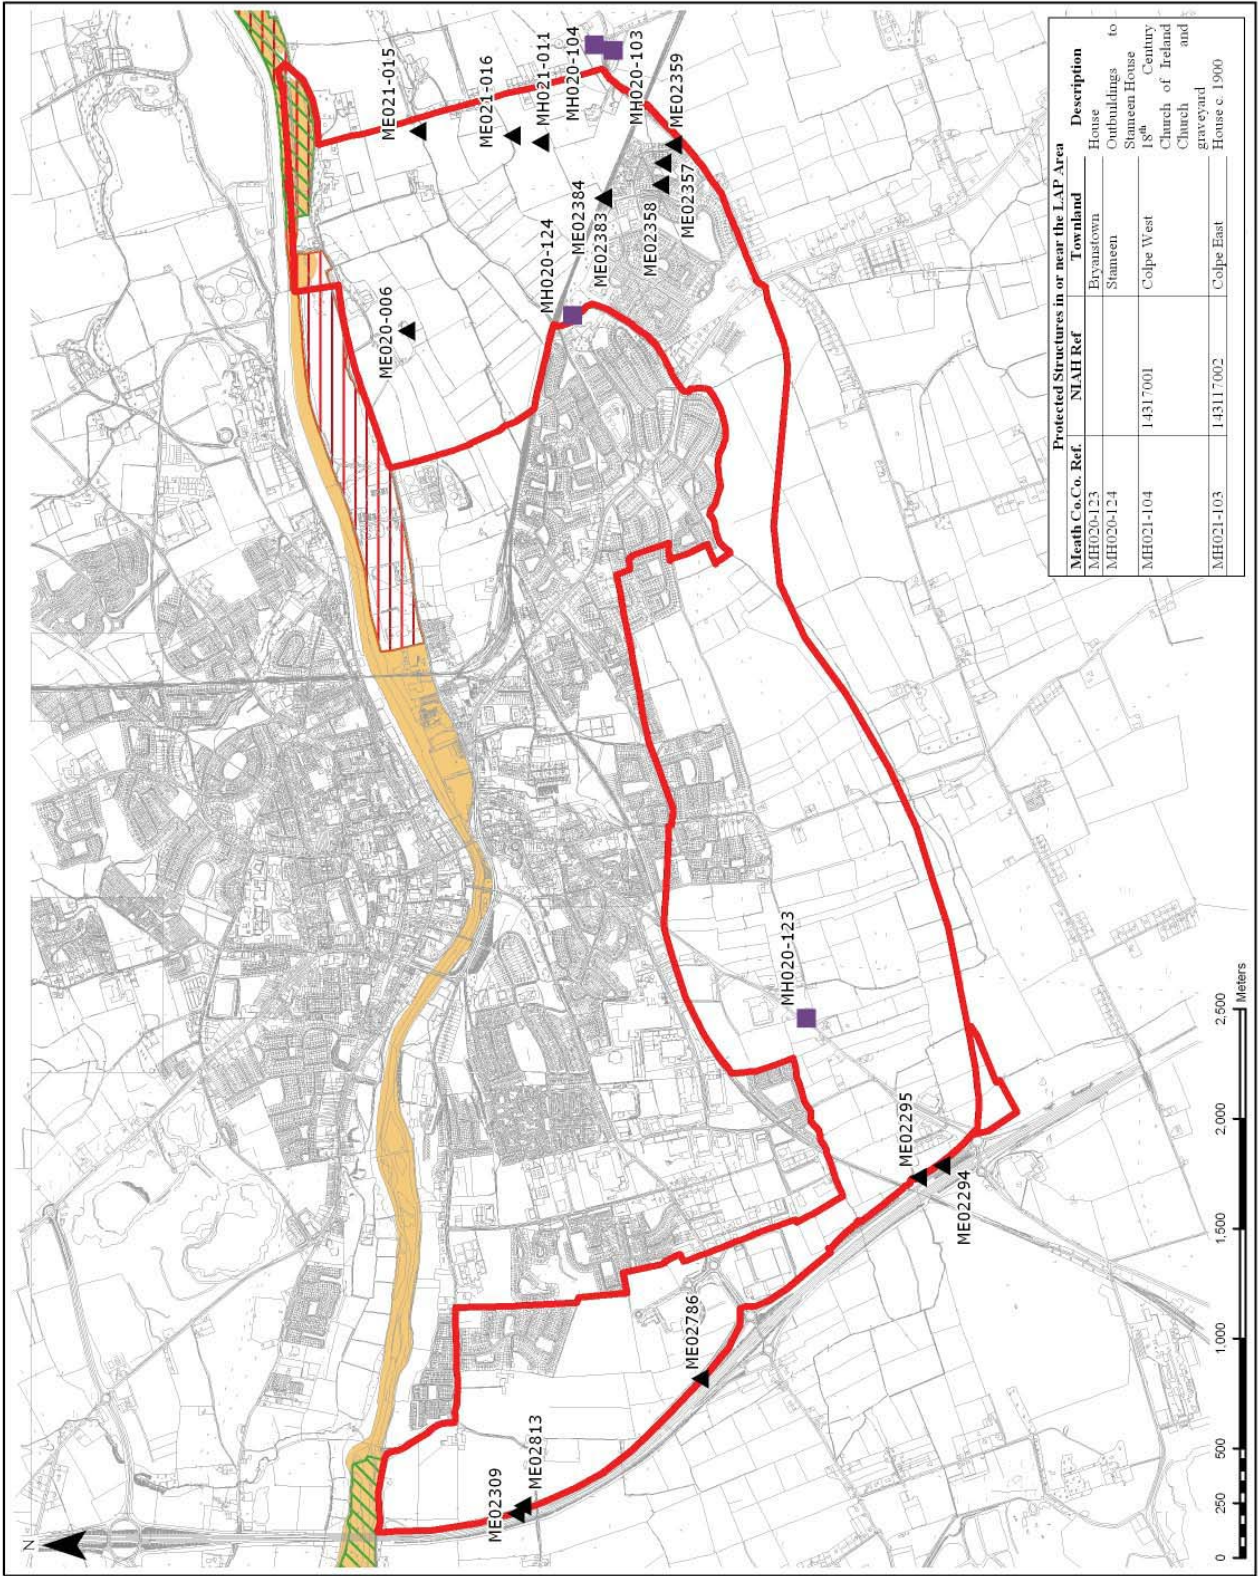 N
ME021-015
ME021-016
MH021-011
MH020-104
MH020-103
ME02359
ME02357
ME02358
ME02383
ME02384
MH020-124
ME020-006
MH020-123
ME02295
ME02294
ME02786
ME02813
ME02309
Protected Structures in or near the LAP Area
Meath Co.Co. Ref. NIAH Ref Townland Description
MH020-123 Bryanstown House
MH020-124 Stameen Outbuildings to
Stameen House
MH021-104 14317001 Colpe West 18th Century
Church of Ireland
Church and
graveyard
MH021-103 143117002 Colpe East House c. 1900
0 250 500 1,000 1,500 2,000 2,500
Meters